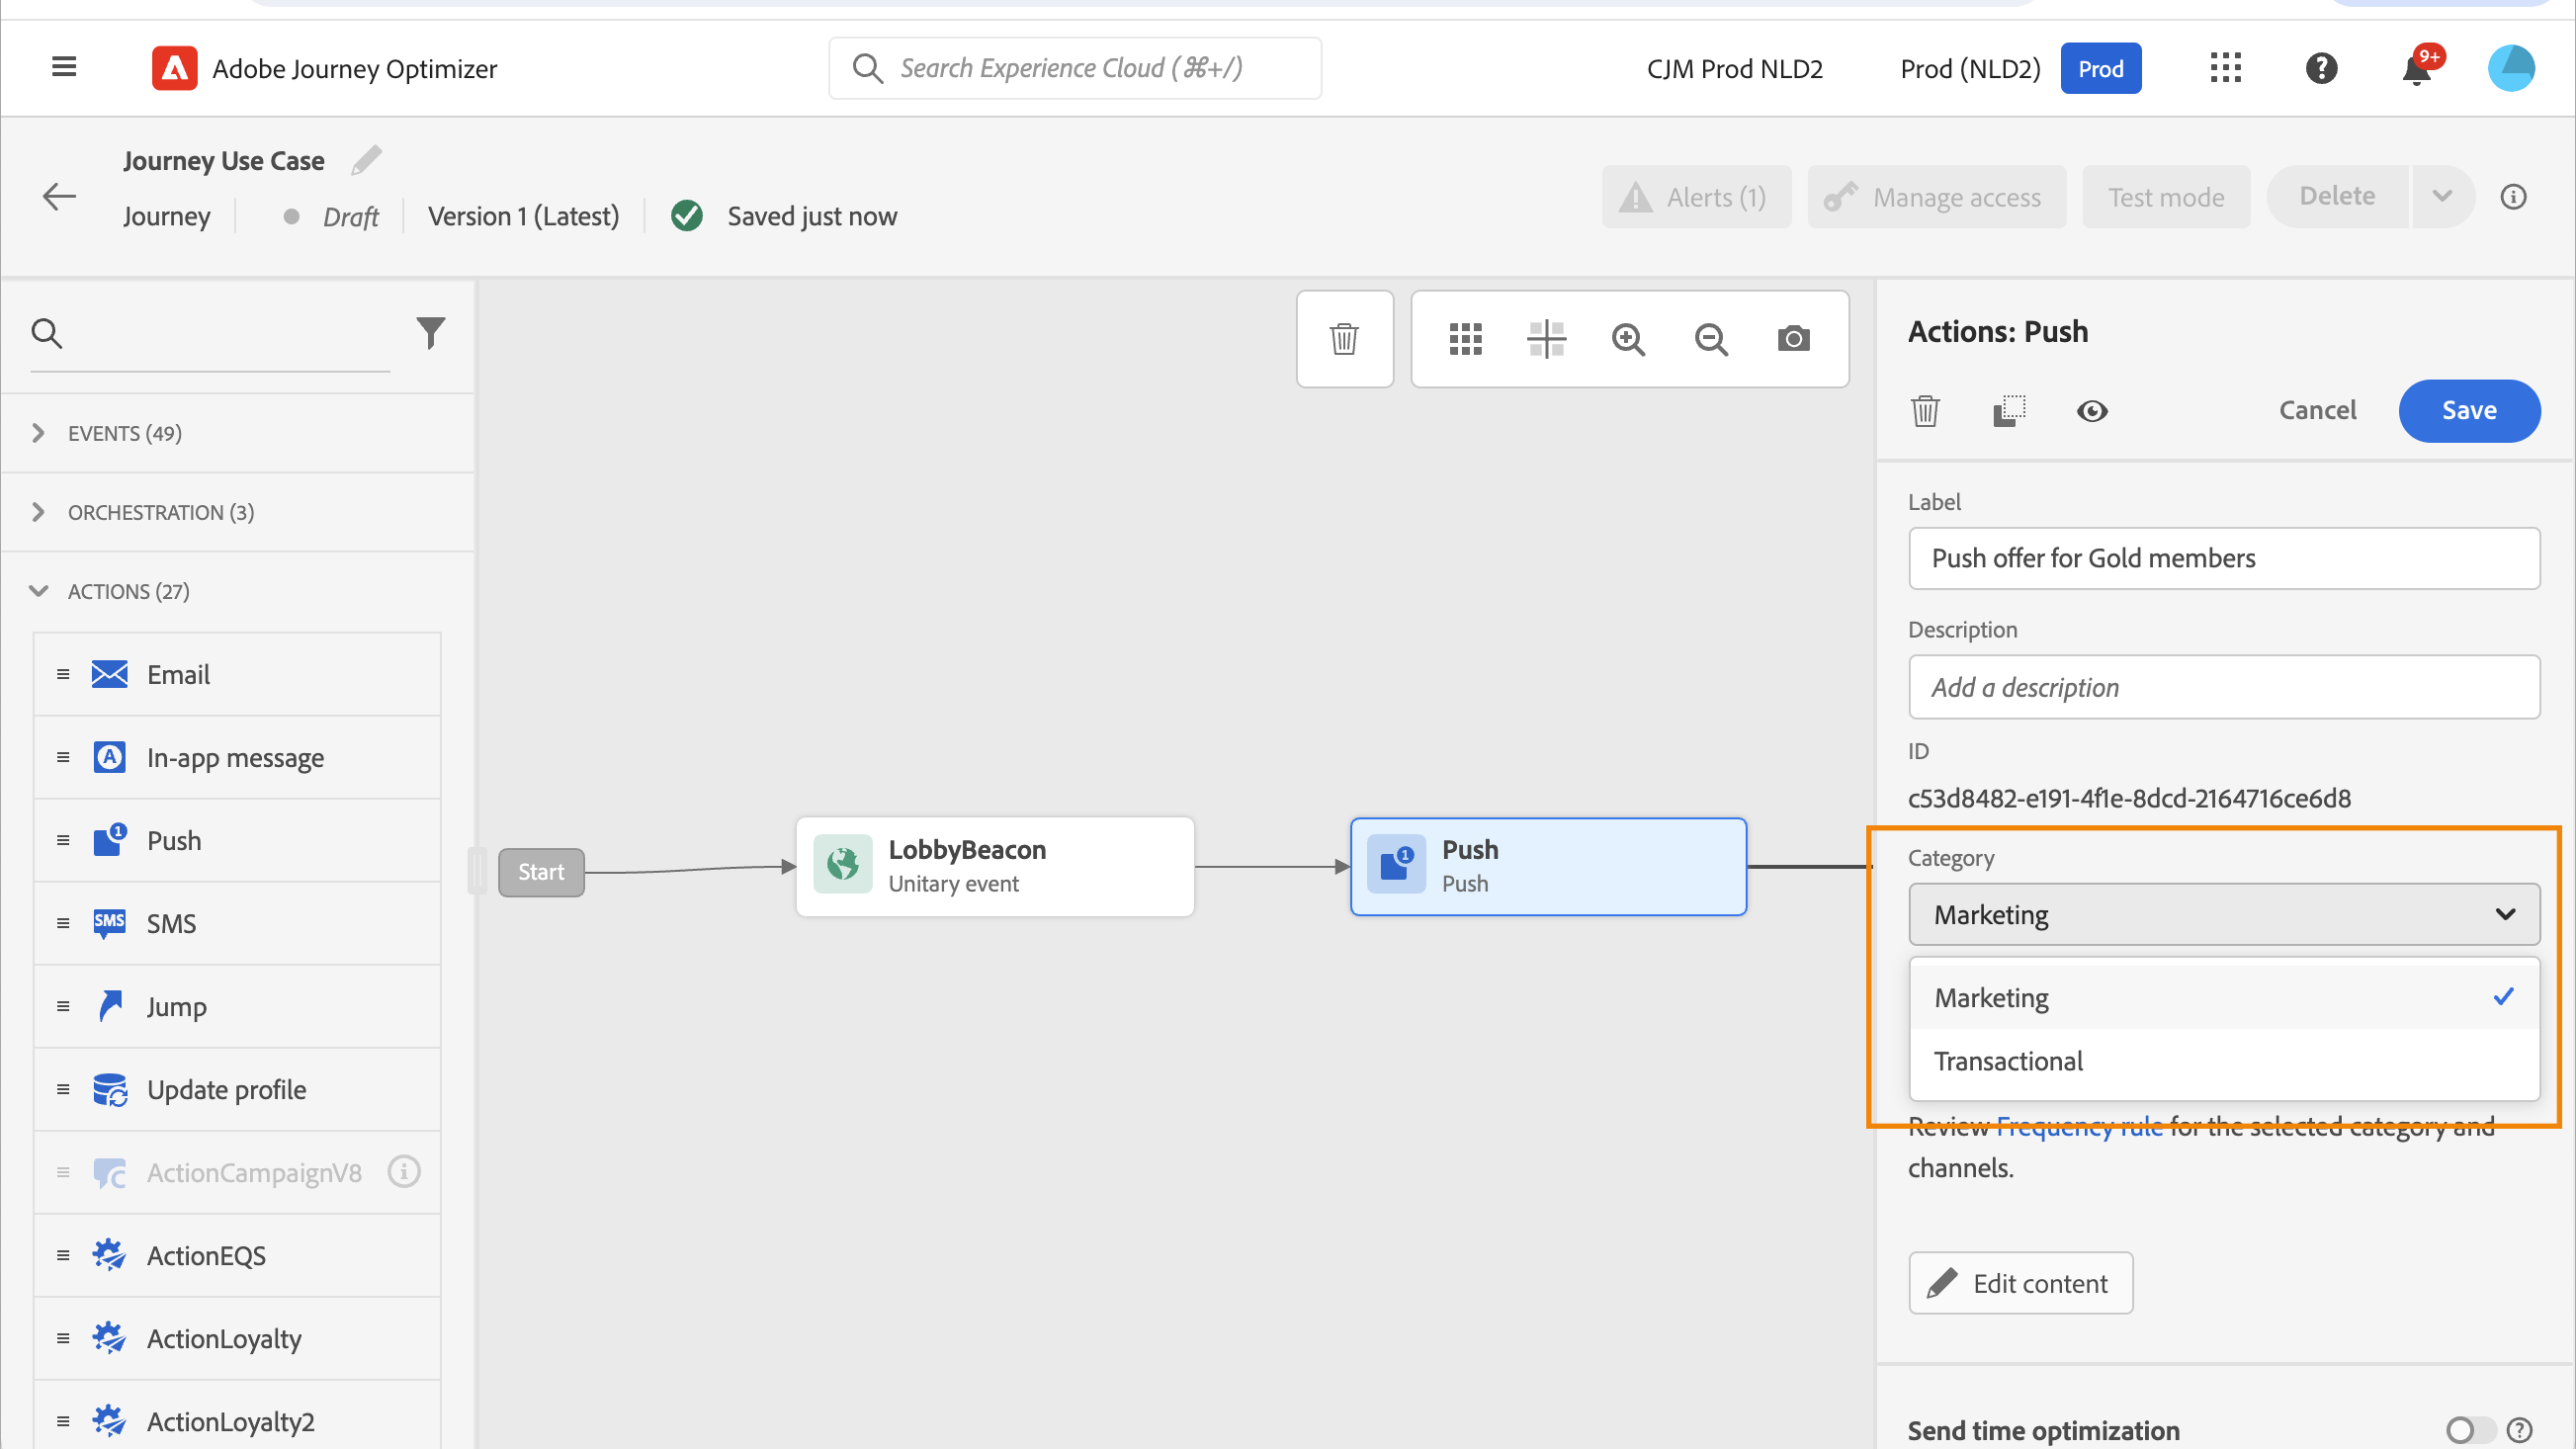 Adobe Journey Optimizer
Search Experience Cloud (⌘+/)
CJM Prod NLD2
Prod (NLD2)
Prod
9+
Journey Use Case
Journey
Draft
Version 1 (Latest)
Saved just now
Alerts (1)
Manage access
Test mode
Delete
EVENTS (49)
ORCHESTRATION (3)
ACTIONS (27)
Email
In-app message
Push
SMS
SMS
Jump
Update profile
ActionCampaignV8
ActionEQS
ActionLoyalty
ActionLoyalty2
Start
LobbyBeacon
Unitary event
1
Push
Push
Actions: Push
Cancel
Save
Label
Push offer for Gold members
Description
Add a description
ID
c53d8482-e191-4f1e-8dcd-2164716ce6d8
Category
Marketing
Marketing
Transactional
Review Frequency rule for the selected category and
channels.
Edit content
Send time optimization